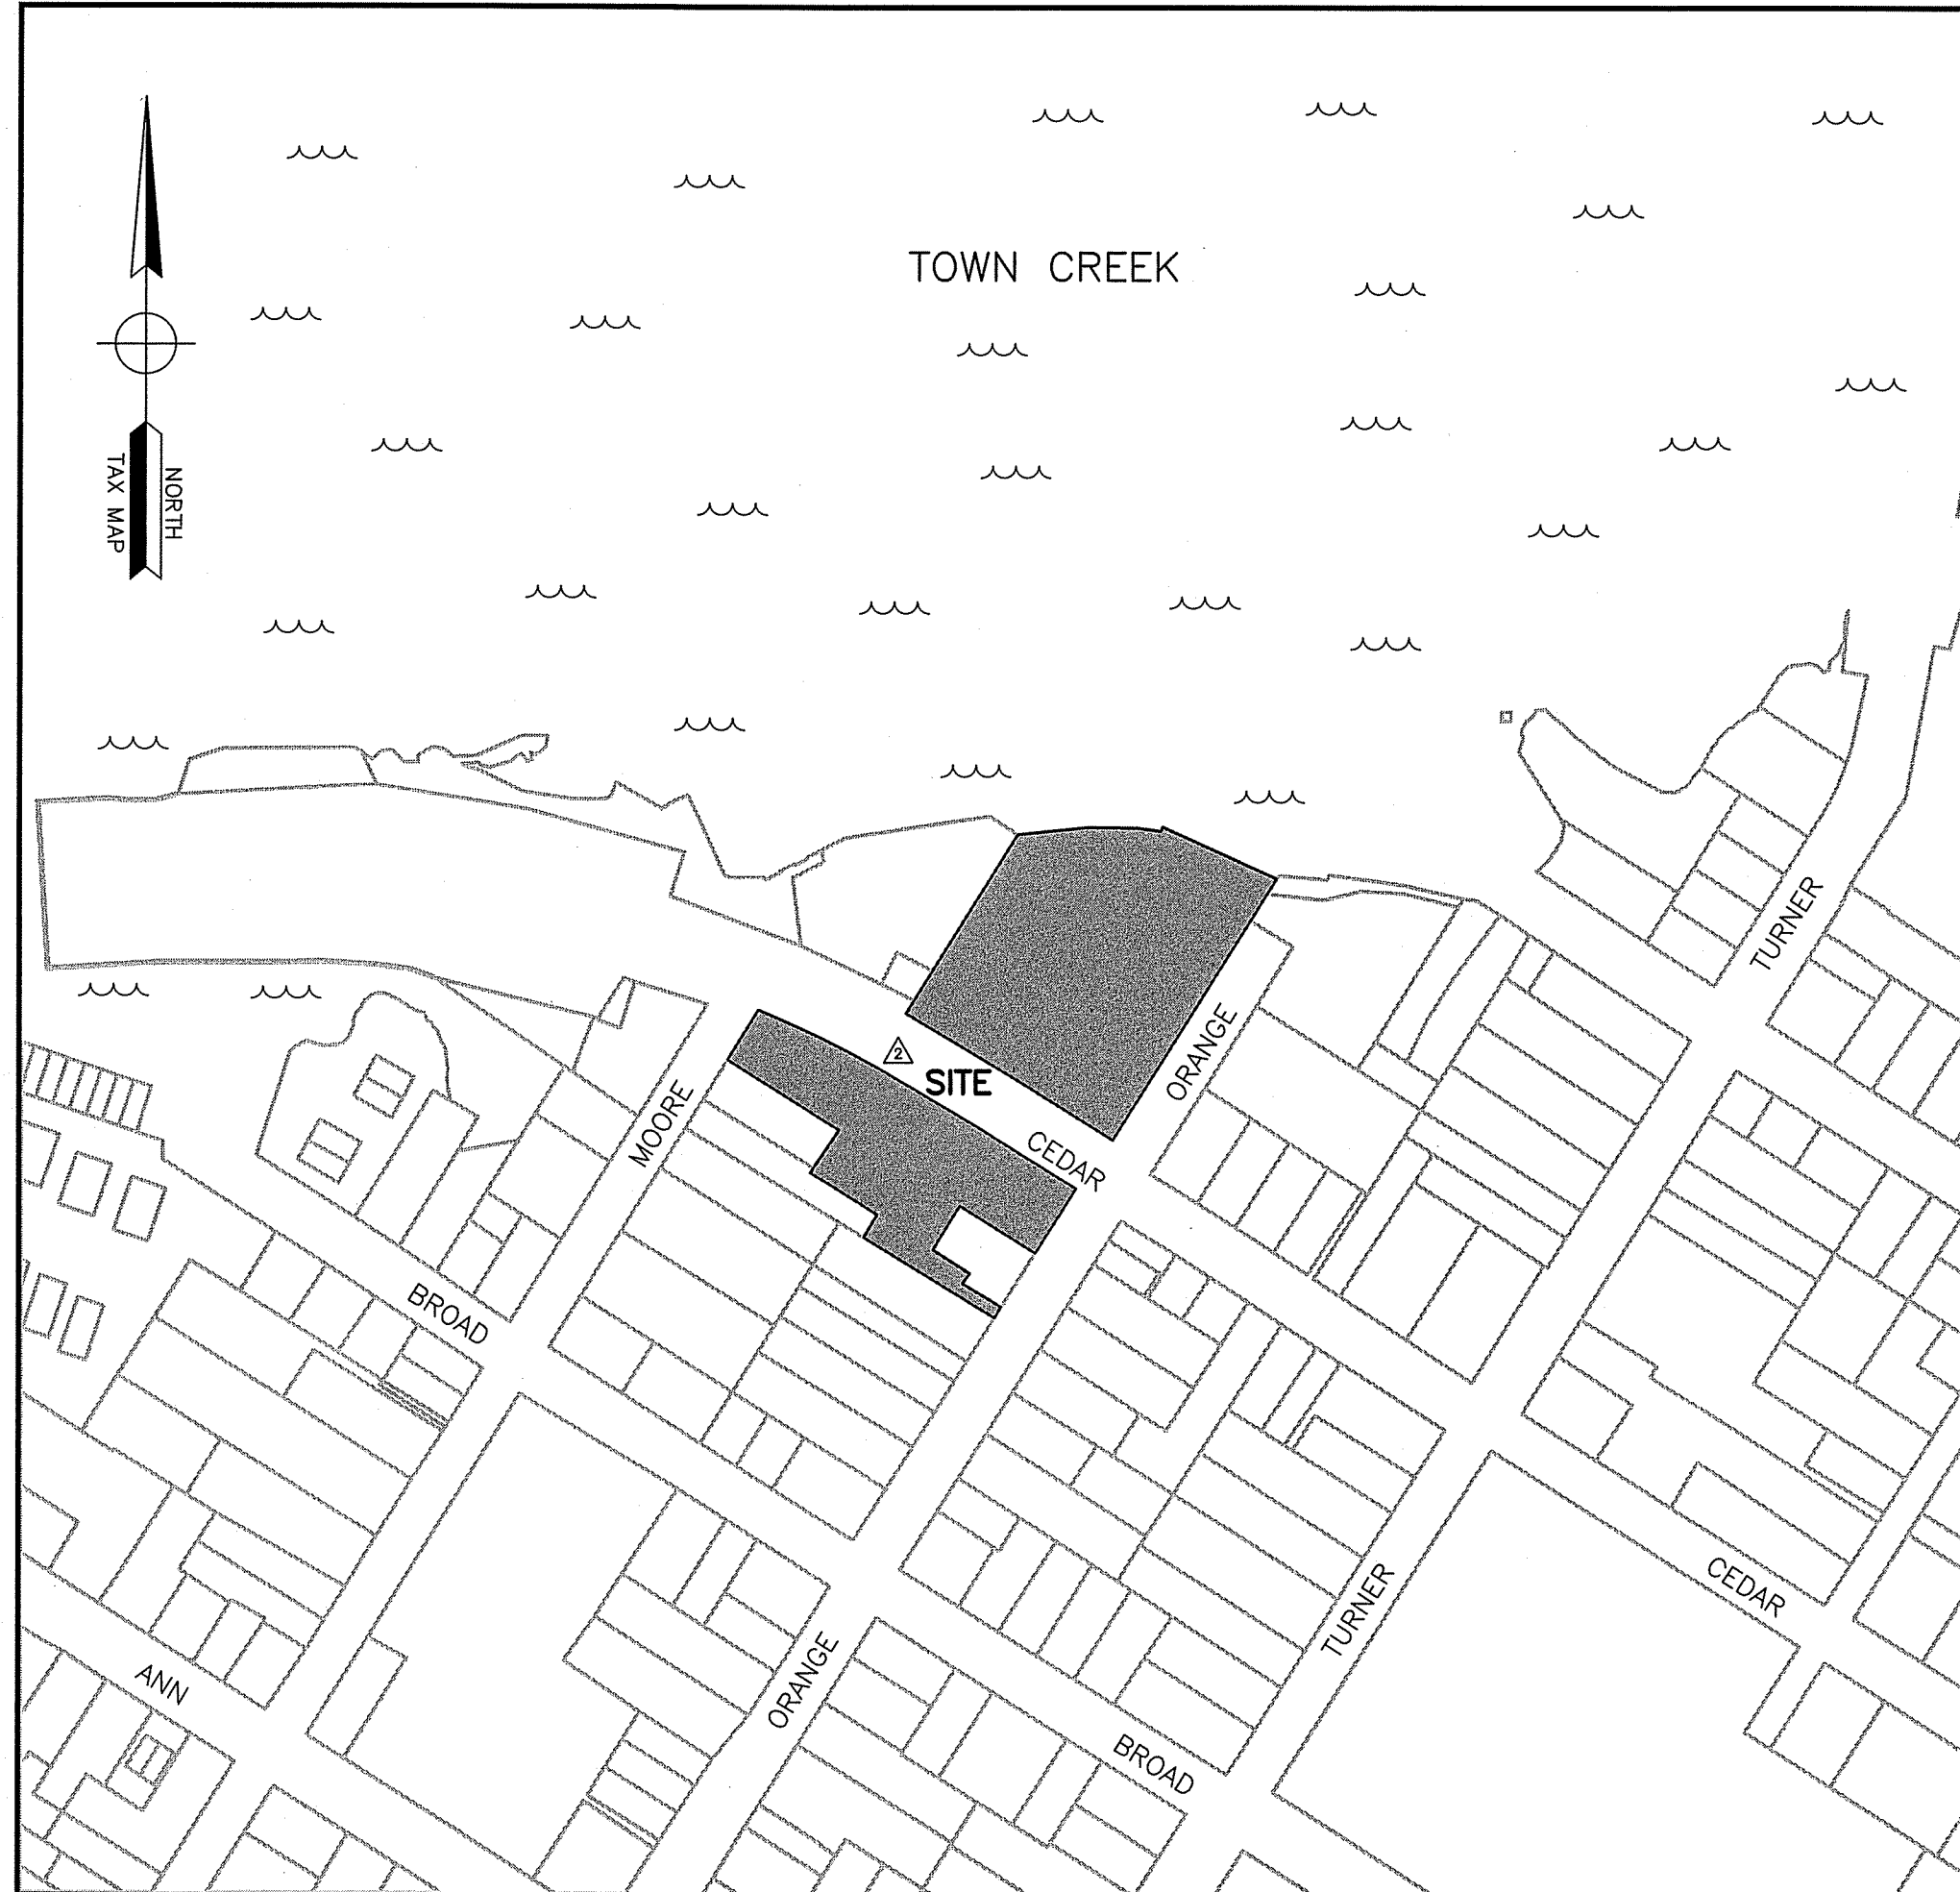 TOWN CREEK
NORTH
TAX MAP
TURNER
ORANGE
2
SITE
MOORE
CEDAR
BROAD
CEDAR
TURNER
ORANGE
ANN
BROAD